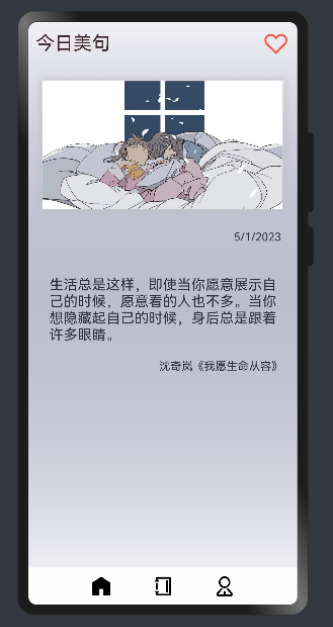 今日美句
5/1/2023
生活总是这样，即使当你愿意展示自
己的时候，愿意看的人也不多。当你
想隐藏起自己的时候，身后总是跟着
许多眼睛。
沈奇岚《我愿生命从容》